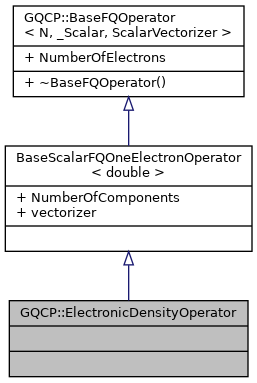 GQCP::BaseFQOperator
< N, _Scalar, ScalarVectorizer >
+ NumberOfElectrons
+ ~BaseFQOperator()
BaseScalarFQOneElectronOperator
< double >
+ NumberOfComponents
+ vectorizer
GQCP::ElectronicDensityOperator